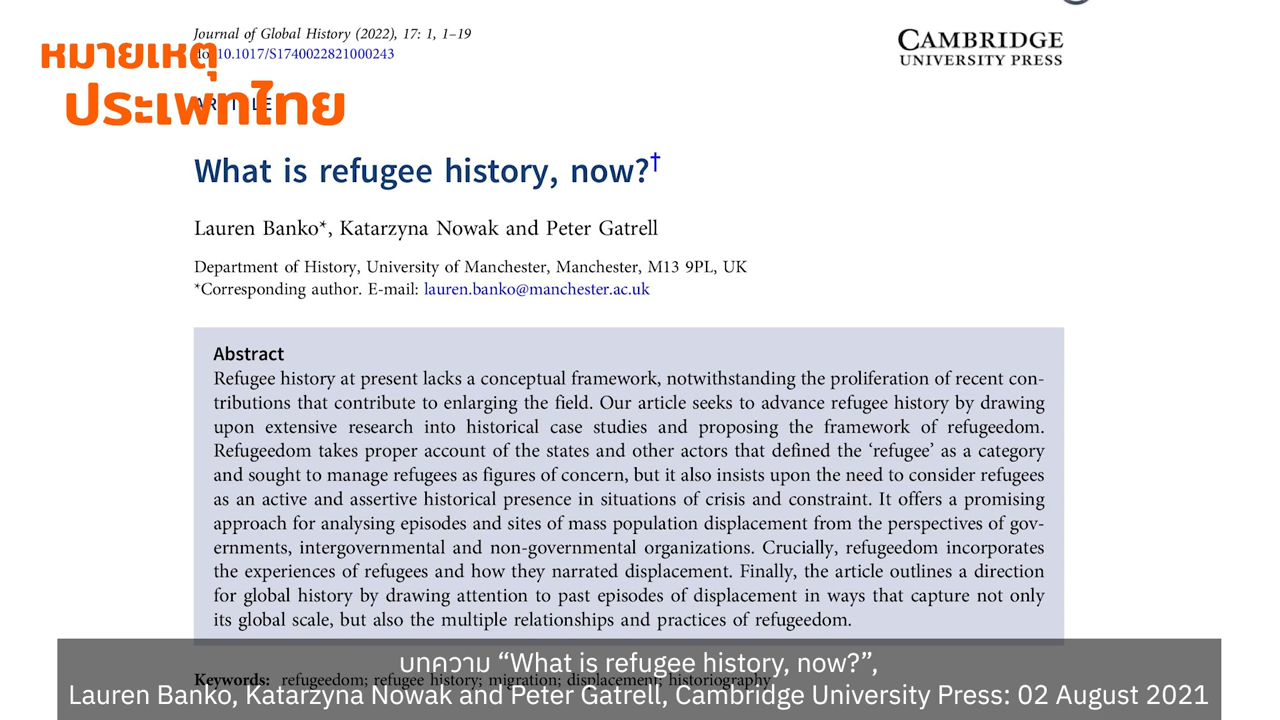 Journal of Global History (2022), 17: 1, 1–19
doi:10.1017/S1740022821000243
CAMBRIDGE
UNIVERSITY PRESS
หมายเหตุ
ประเพทไทย
ARTICLE
What is refugee history, now?†
Lauren Banko*, Katarzyna Nowak and Peter Gatrell
Department of History, University of Manchester, Manchester, M13 9PL, UK
*Corresponding author. E-mail: lauren.banko@manchester.ac.uk
Abstract
Refugee history at present lacks a conceptual framework, notwithstanding the proliferation of recent con-
tributions that contribute to enlarging the field. Our article seeks to advance refugee history by drawing
upon extensive research into historical case studies and proposing the framework of refugeedom.
Refugeedom takes proper account of the states and other actors that defined the ‘refugee’ as a category
and sought to manage refugees as figures of concern, but it also insists upon the need to consider refugees
as an active and assertive historical presence in situations of crisis and constraint. It offers a promising
approach for analysing episodes and sites of mass population displacement from the perspectives of gov-
ernments, intergovernmental and non-governmental organizations. Crucially, refugeedom incorporates
the experiences of refugees and how they narrated displacement. Finally, the article outlines a direction
for global history by drawing attention to past episodes of displacement in ways that capture not only
its global scale, but also the multiple relationships and practices of refugeedom.
Keywords: refugeedom; refugee history; migration; displacement; historiography
บทความ “What is refugee history, now?”,
Lauren Banko, Katarzyna Nowak and Peter Gatrell, Cambridge University Press: 02 August 2021